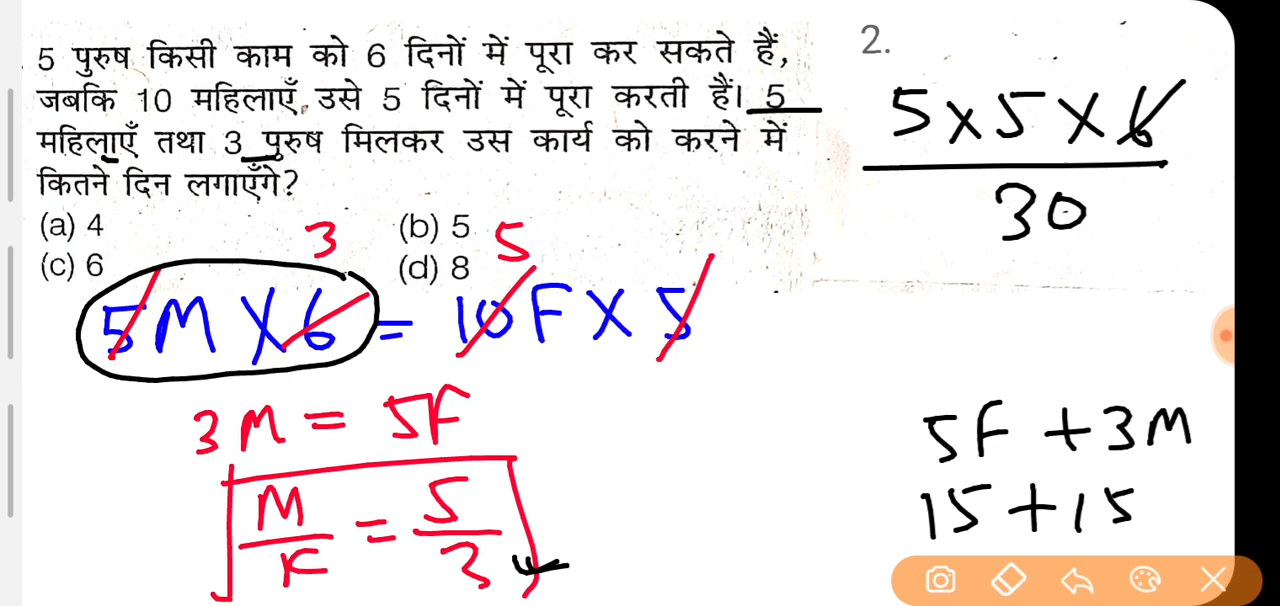 5 पुरुष किसी काम को 6 दिनों में पूरा कर सकते हैं,
जबकि 10 महिलाएँ उसे 5 दिनों में पूरा करती हैं। 5
महिलाएँ तथा 3 पुरुष मिलकर उस कार्य को करने में
कितने दिन लगाएँगे?
(a) 4 (b) 5
(c) 6 (d) 8
3 5
5M X 6 = 10F X 5
3M = 5F
M/F = 5/3
2.
5 x 5 x 6
30
5F + 3M
15 + 15